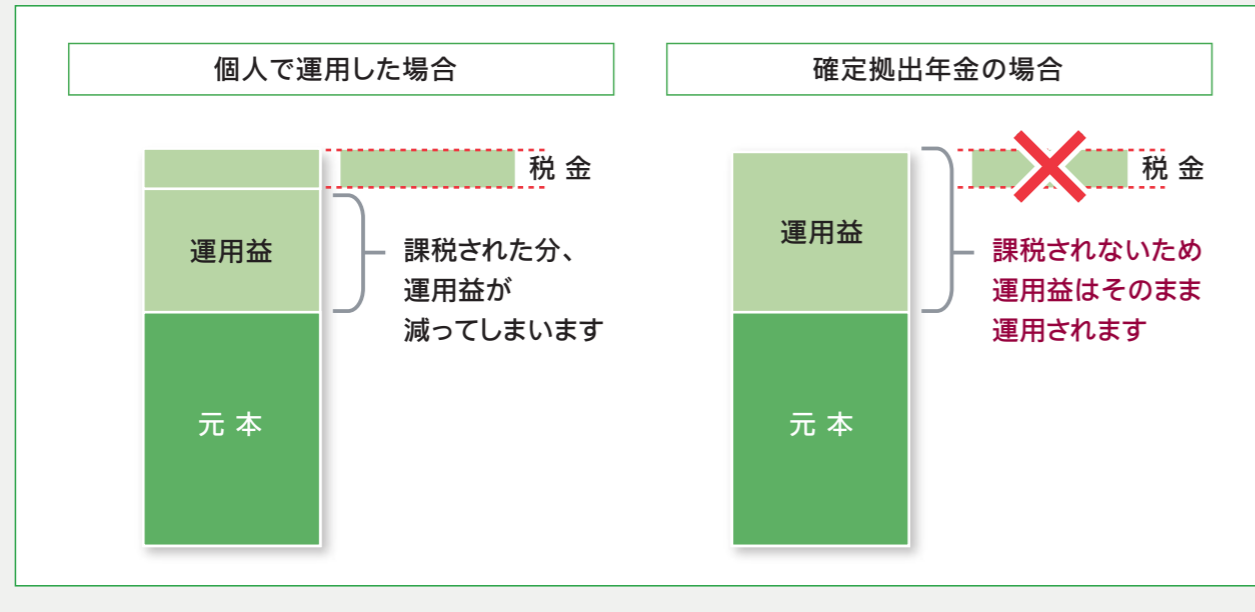 個人で運用した場合
税金
運用益
課税された分、
運用益が
減ってしまいます
元本
確定拠出年金の場合
税金
運用益
課税されないため
運用益はそのまま
運用されます
元本